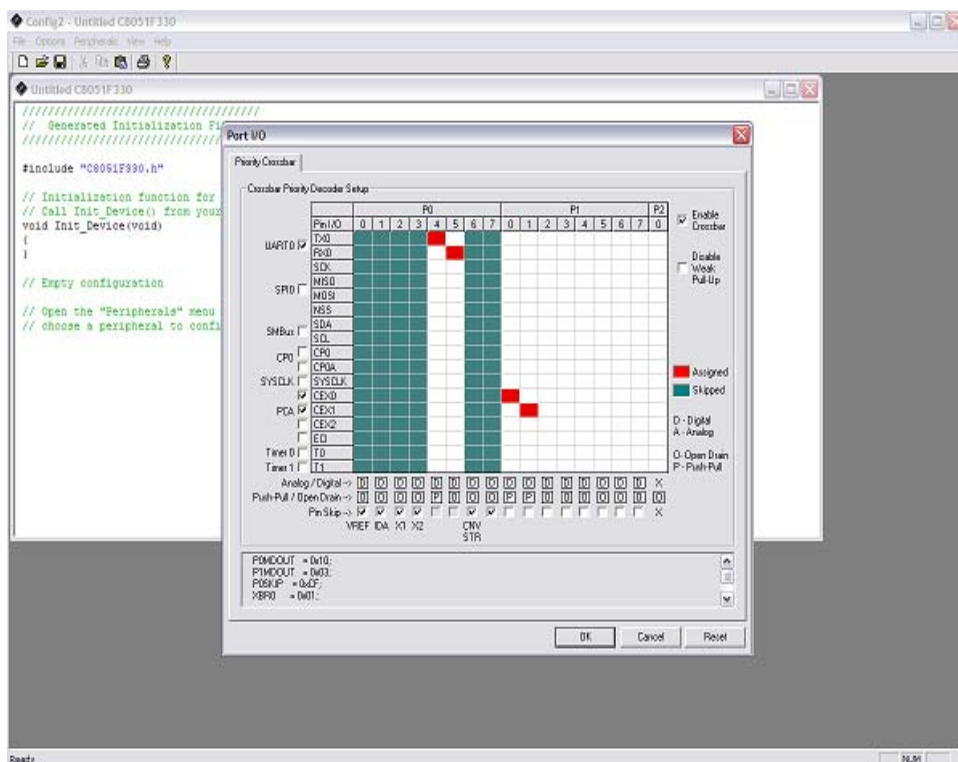 Config2 - Untitled C8051F330
File Options Peripherals View Help
Untitled C8051F330
/////////////////////////////////////
// Generated Initialization Fi
#include "C8051F330.h"
// Initialization function for
// Call Init_Device() from your
void Init_Device(void)
{
}
// Empty configuration
// Open the "Peripherals" menu
// choose a peripheral to confi
Port I/O
Priority Crossbar
Crossbar Priority Decoder Setup
P0 P1 P2
Pin I/O 0 1 2 3 4 5 6 7 0 1 2 3 4 5 6 7 0
UART0 TX0
RX0
SCK
SPI0 MISO
MOSI
NSS
SMBus SDA
SCL
CP0 CP0
CP0A
SYSCLK SYSCLK
CEX0
PCA CEX1
CEX2
ECI
Timer 0 T0
Timer 1 T1
Enable Crossbar
Disable Weak Pull-Up
Assigned
Skipped
D - Digital
A - Analog
O- Open Drain
P - Push-Pull
Analog / Digital -> D D D D D D D D D D D D D D D D X
Push-Pull / Open Drain -> O O O O P O O O P P O O O O O O O
Pin Skip -> X
VREF IDA X1 X2 CNV STR
P0MDOUT = 0x10;
P1MDOUT = 0x03;
P0SKIP = 0xCF;
XBR0 = 0x01;
OK Cancel Reset
Ready NUM